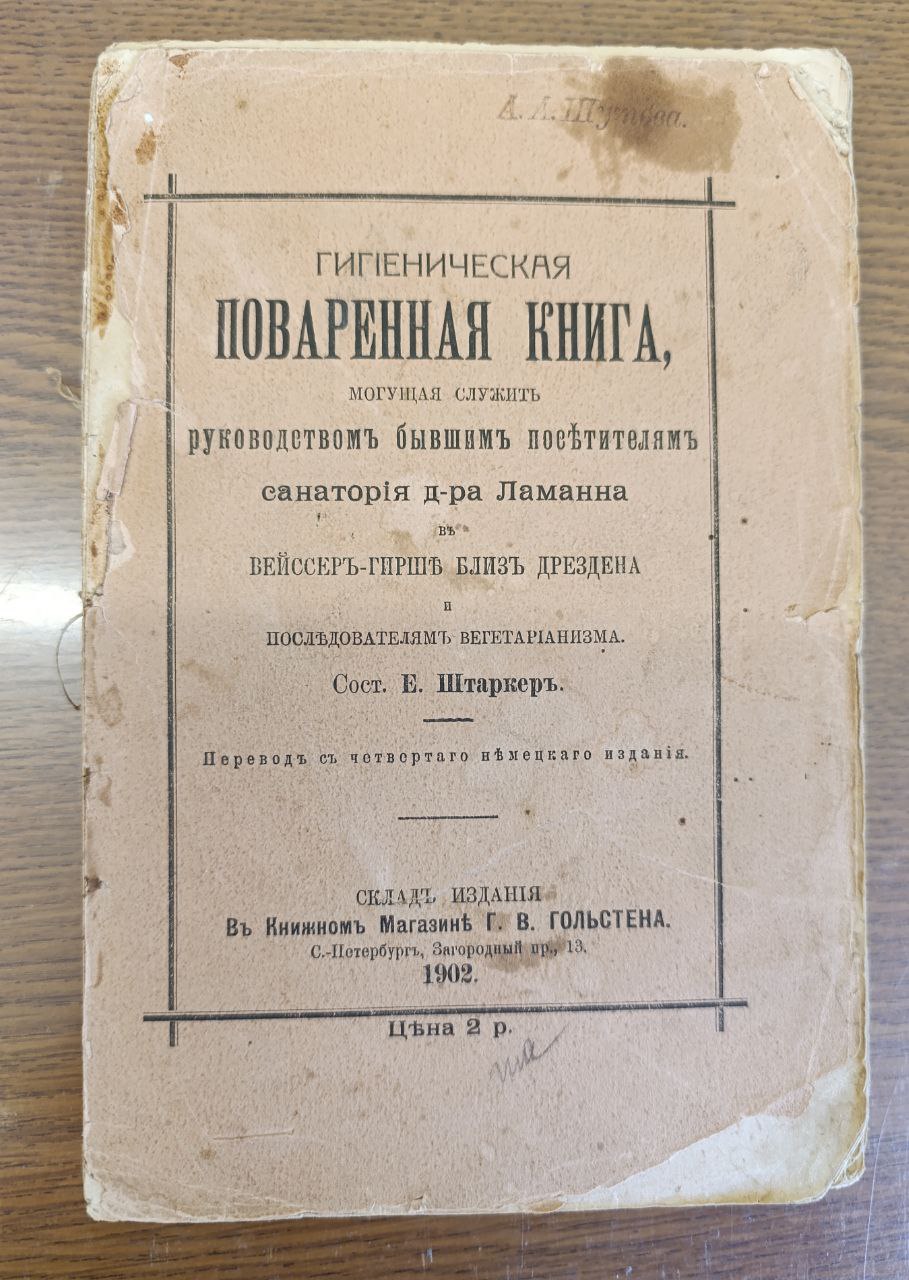 ГИГІЕНИЧЕСКАЯ
ПОВАРЕННАЯ КНИГА,
МОГУЩАЯ СЛУЖИТЬ
РУКОВОДСТВОМЪ БЫВШИМЪ ПОСѢТИТЕЛЯМЪ
санаторія д-ра Ламанна
въ
ВЕЙССЕРЪ-ГИРШѢ БЛИЗЪ ДРЕЗДЕНА
и
ПОСЛѢДОВАТЕЛЯМЪ ВЕГЕТАРІАНИЗМА.
Сост. Е. Штаркеръ.
Переводъ съ четвертаго нѣмецкаго изданія.
СКЛАДЪ ИЗДАНІЯ
Въ Книжномъ Магазинѣ Г. В. ГОЛЬСТЕНА.
С.-Петербургъ, Загородный пр., 13.
1902.
Цѣна 2 р.